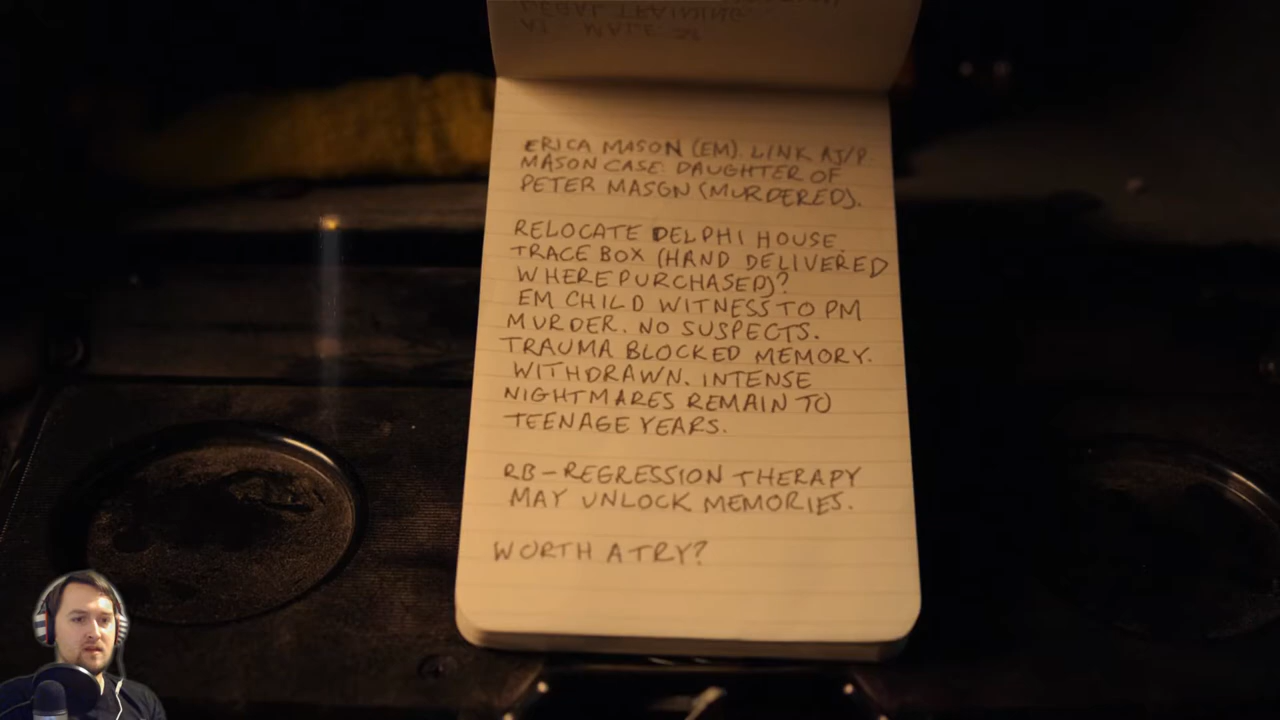 ERICA MASON (EM). LINK AJ/P.
MASON CASE. DAUGHTER OF
PETER MASON (MURDERED).
RELOCATE DELPHI HOUSE.
TRACE BOX (HAND DELIVERED
WHERE PURCHASED)?
EM CHILD WITNESS TO PM
MURDER. NO SUSPECTS.
TRAUMA BLOCKED MEMORY.
WITHDRAWN. INTENSE
NIGHTMARES REMAIN TO
TEENAGE YEARS.
RB-REGRESSION THERAPY
MAY UNLOCK MEMORIES.
WORTH A TRY?